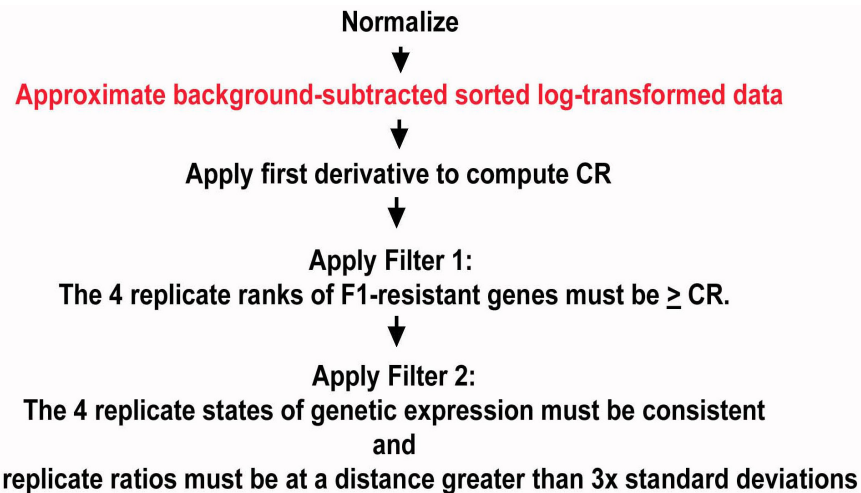 Normalize
Approximate background-subtracted sorted log-transformed data
Apply first derivative to compute CR
Apply Filter 1:
The 4 replicate ranks of F1-resistant genes must be ≥ CR.
Apply Filter 2:
The 4 replicate states of genetic expression must be consistent
and
replicate ratios must be at a distance greater than 3x standard deviations